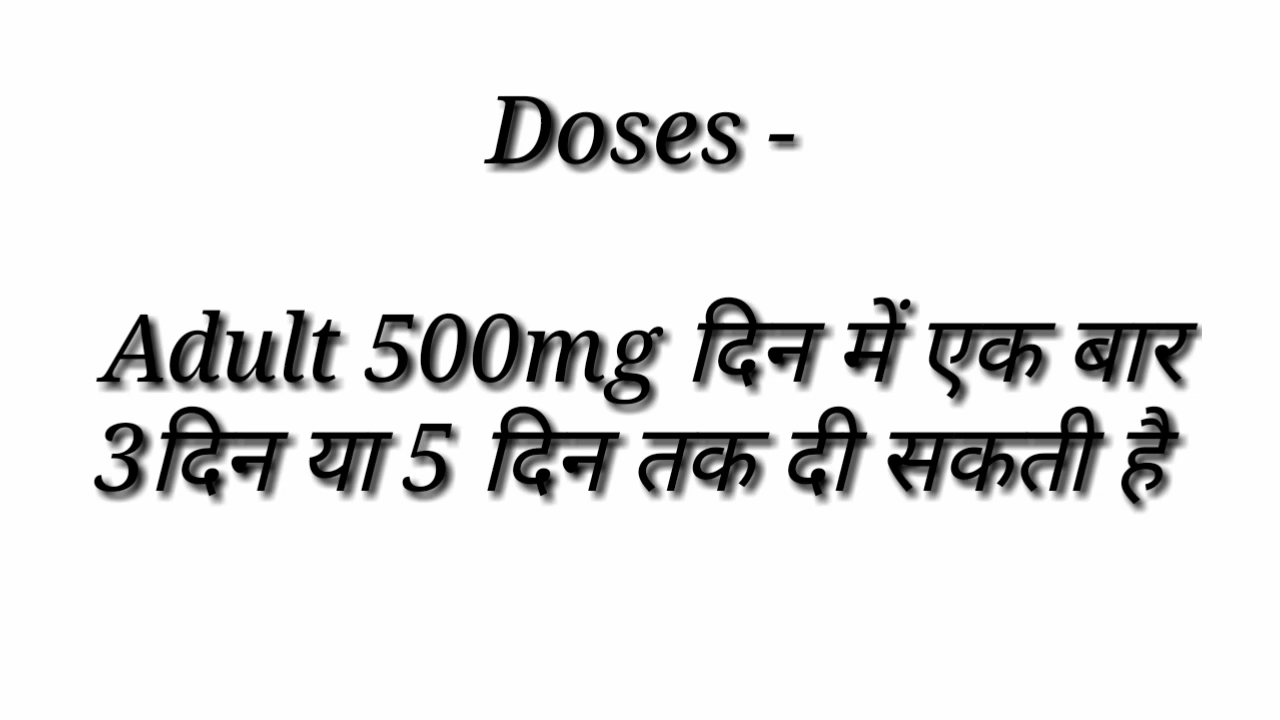 Doses -
Adult 500mg दिन में एक बार
3दिन या 5 दिन तक दी सकती है